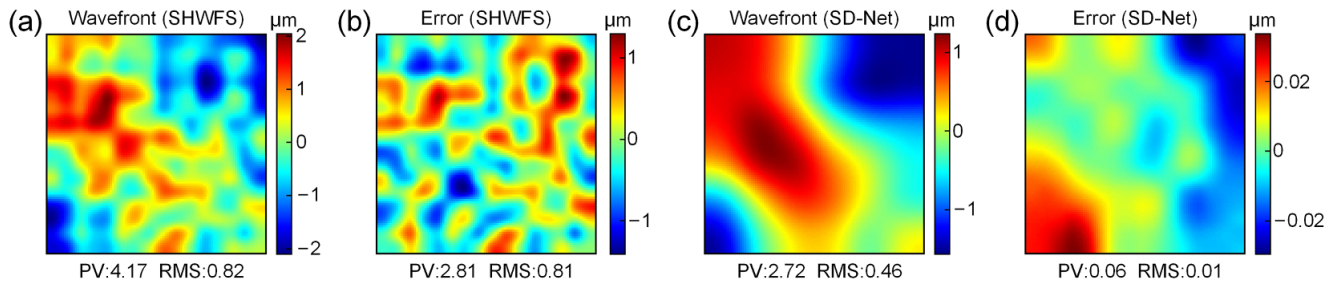 (a) Wavefront (SHWFS) μm
2
1
0
−1
−2
PV:4.17 RMS:0.82
(b) Error (SHWFS) μm
1
0
−1
PV:2.81 RMS:0.81
(c) Wavefront (SD-Net) μm
1
0
−1
PV:2.72 RMS:0.46
(d) Error (SD-Net) μm
0.02
0
−0.02
PV:0.06 RMS:0.01